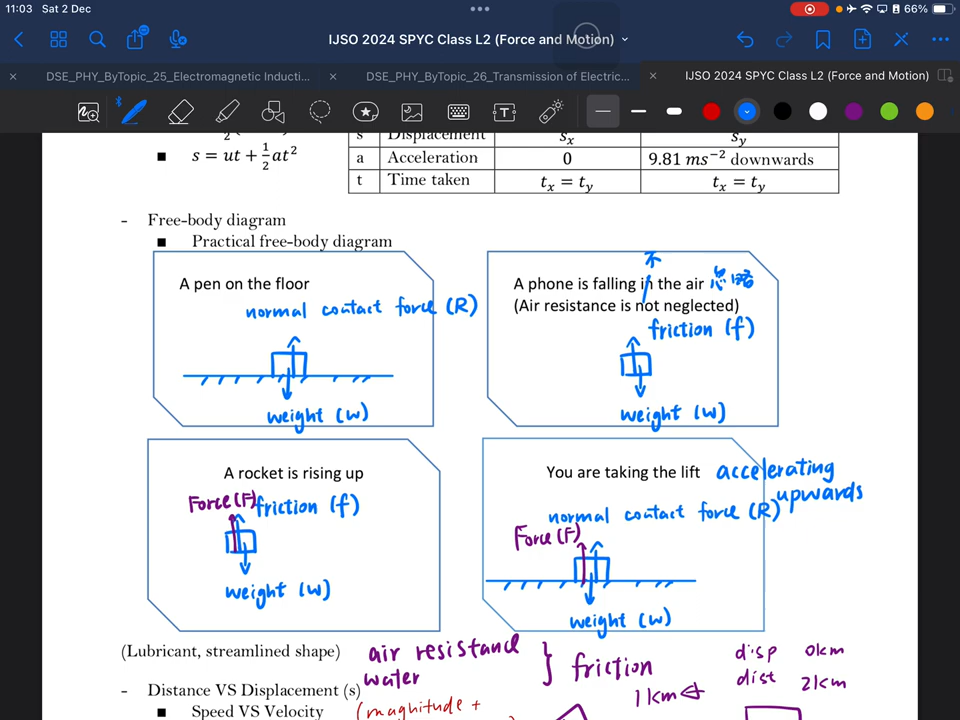 11:03 Sat 2 Dec
66%
IJSO 2024 SPYC Class L2 (Force and Motion)
DSE_PHY_ByTopic_25_Electromagnetic Inducti...
DSE_PHY_ByTopic_26_Transmission of Electric...
IJSO 2024 SPYC Class L2 (Force and Motion)
s Displacement sₓ s_y
■ s = ut + 1/2 at²
a Acceleration 0 9.81 ms⁻² downwards
t Time taken tₓ = t_y tₓ = t_y
- Free-body diagram
■ Practical free-body diagram
A pen on the floor
normal contact force (R)
weight (W)
不
A phone is falling in the air 忽略
(Air resistance is not neglected)
friction (f)
weight (W)
A rocket is rising up
Force (F) friction (f)
weight (W)
You are taking the lift accelerating
upwards
normal contact force (R)
Force (F)
weight (W)
(Lubricant, streamlined shape) air resistance
water
} friction
disp 0km
dist 2km
1km
- Distance VS Displacement (s)
■ Speed VS Velocity (magnitude +